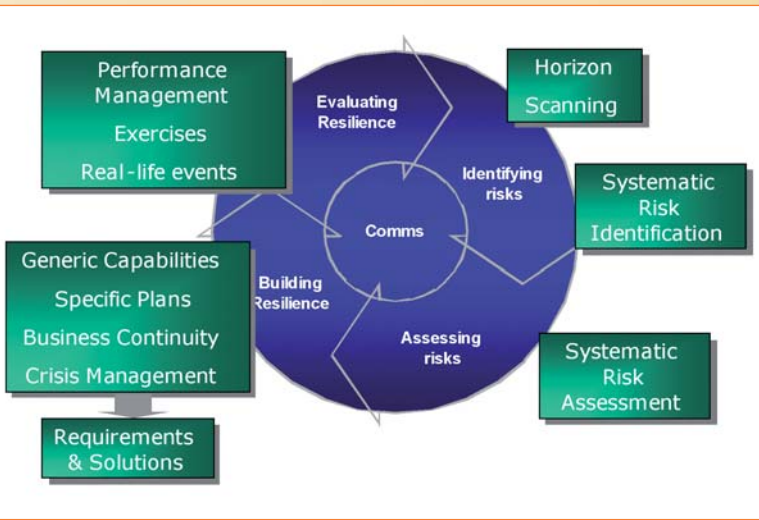 Performance
Management
Exercises
Real-life events
Evaluating
Resilience
Horizon
Scanning
Identifying
risks
Systematic
Risk
Identification
Comms
Generic Capabilities
Specific Plans
Business Continuity
Crisis Management
Building
Resilience
Assessing
risks
Systematic
Risk
Assessment
Requirements
& Solutions